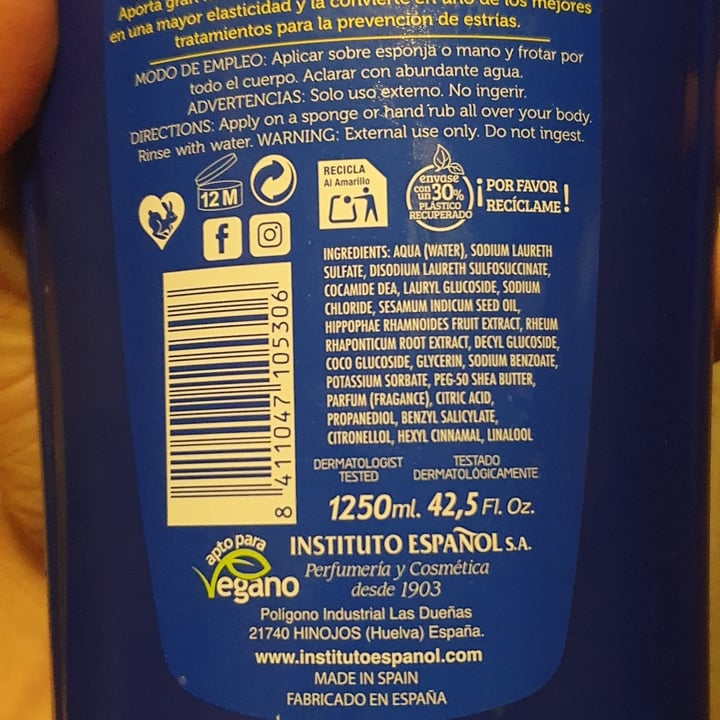 Aporta gran
en una mayor elasticidad y la convierte en uno de los mejores
tratamientos para la prevención de estrías.
MODO DE EMPLEO: Aplicar sobre esponja o mano y frotar por
todo el cuerpo. Aclarar con abundante agua.
ADVERTENCIAS: Solo uso externo. No ingerir.
DIRECTIONS: Apply on a sponge or hand rub all over your body.
Rinse with water. WARNING: External use only. Do not ingest.
12 M
RECICLA
Al Amarillo
envase
con un 30%
PLÁSTICO
RECUPERADO
¡POR FAVOR
RECÍCLAME!
f
INGREDIENTS: AQUA (WATER), SODIUM LAURETH
SULFATE, DISODIUM LAURETH SULFOSUCCINATE,
COCAMIDE DEA, LAURYL GLUCOSIDE, SODIUM
CHLORIDE, SESAMUM INDICUM SEED OIL,
HIPPOPHAE RHAMNOIDES FRUIT EXTRACT, RHEUM
RHAPONTICUM ROOT EXTRACT, DECYL GLUCOSIDE,
COCO GLUCOSIDE, GLYCERIN, SODIUM BENZOATE,
POTASSIUM SORBATE, PEG-50 SHEA BUTTER,
PARFUM (FRAGANCE), CITRIC ACID,
PROPANEDIOL, BENZYL SALICYLATE,
CITRONELLOL, HEXYL CINNAMAL, LINALOOL
8 411047 105306
DERMATOLOGIST
TESTED
TESTADO
DERMATOLÓGICAMENTE
1250ml. 42,5 Fl. Oz.
apto para
Vegano
INSTITUTO ESPAÑOL S.A.
Perfumería y Cosmética
desde 1903
Polígono Industrial Las Dueñas
21740 HINOJOS (Huelva) España.
www.institutoespanol.com
MADE IN SPAIN
FABRICADO EN ESPAÑA